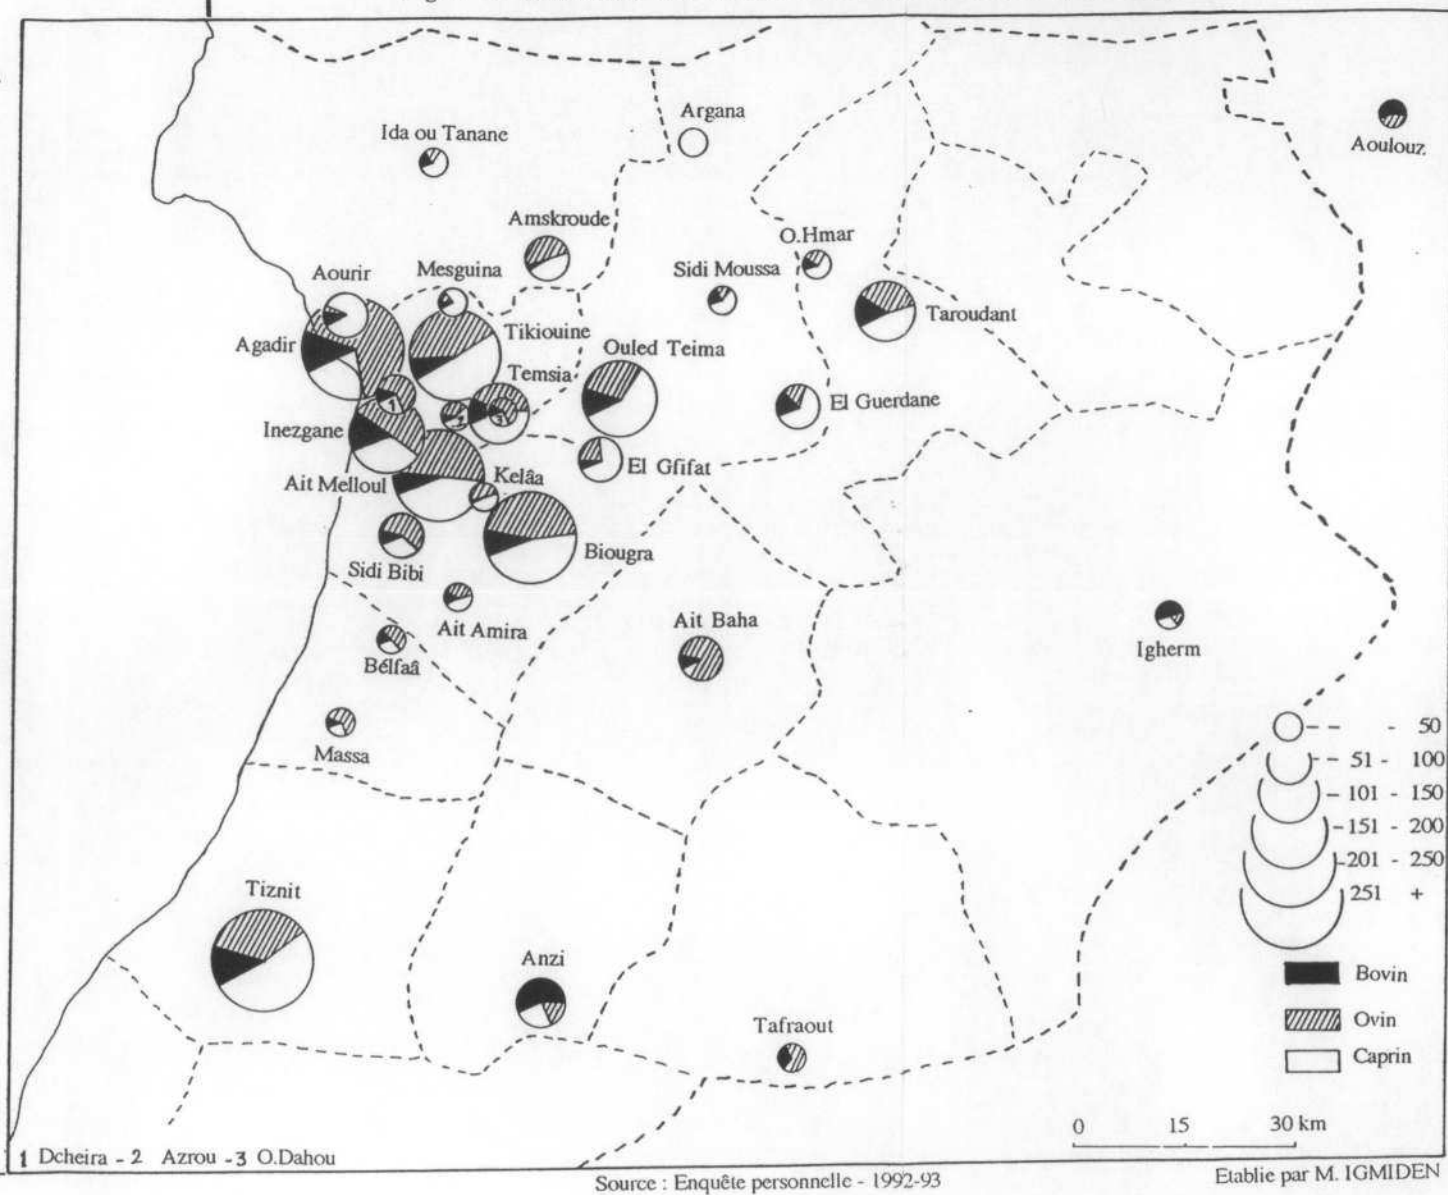 Argana
Ida ou Tanane
Aoulouz
Amskroude
O.Hmar
Aourir
Mesguina
Sidi Moussa
Agadir
Tikiouine
Taroudant
Ouled Teima
Temsia
El Guerdane
1
2
3
Inezgane
El Gfifat
Ait Melloul
Kelâa
Biougra
Sidi Bibi
Ait Amira
Ait Baha
Igherm
Bélfaâ
Massa
- 50
51 - 100
101 - 150
151 - 200
201 - 250
251 +
Tiznit
Anzi
Bovin
Ovin
Tafraout
Caprin
0 15 30 km
1 Dcheira - 2 Azrou - 3 O.Dahou
Source : Enquête personnelle - 1992-93
Etablie par M. IGMIDEN